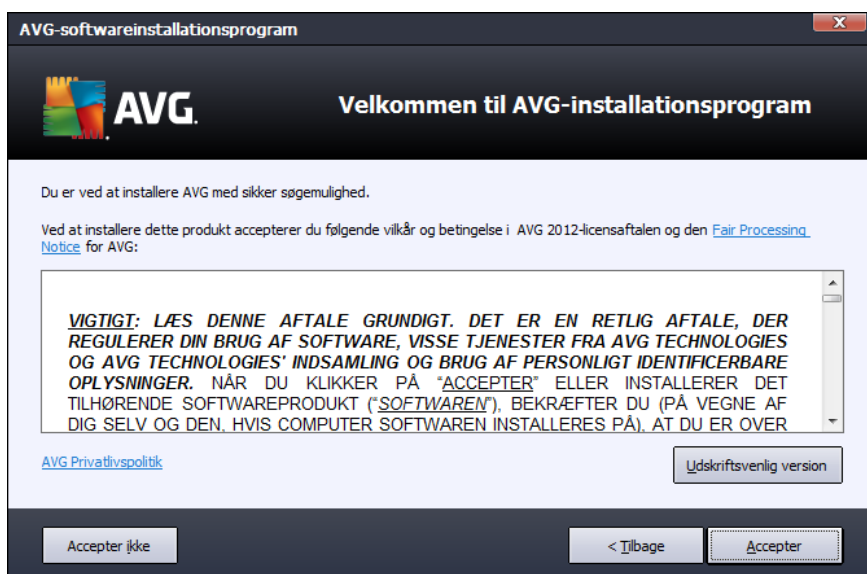 AVG-softwareinstallationsprogram
AVG.
Velkommen til AVG-installationsprogram
Du er ved at installere AVG med sikker søgemulighed.
Ved at installere dette produkt accepterer du følgende vilkår og betingelse i AVG 2012-licensaftalen og den Fair Processing
Notice for AVG:
VIGTIGT: LÆS DENNE AFTALE GRUNDIGT. DET ER EN RETLIG AFTALE, DER
REGULERER DIN BRUG AF SOFTWARE, VISSE TJENESTER FRA AVG TECHNOLOGIES
OG AVG TECHNOLOGIES' INDSAMLING OG BRUG AF PERSONLIGT IDENTIFICERBARE
OPLYSNINGER. NÅR DU KLIKKER PÅ “ACCEPTER” ELLER INSTALLERER DET
TILHØRENDE SOFTWAREPRODUKT (“SOFTWAREN”), BEKRÆFTER DU (PÅ VEGNE AF
DIG SELV OG DEN, HVIS COMPUTER SOFTWAREN INSTALLERES PÅ), AT DU ER OVER
AVG Privatlivspolitik
Udskriftsvenlig version
Accepter ikke
< Tilbage
Accepter